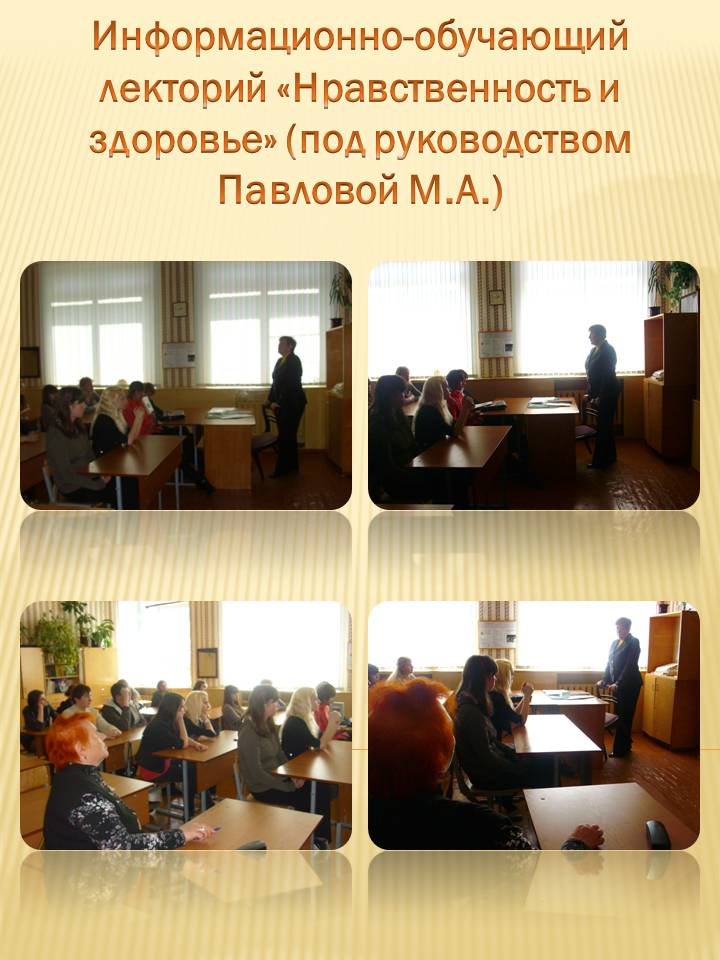 Информационно-обучающий
лекторий «Нравственность и
здоровье» (под руководством
Павловой М.А.)